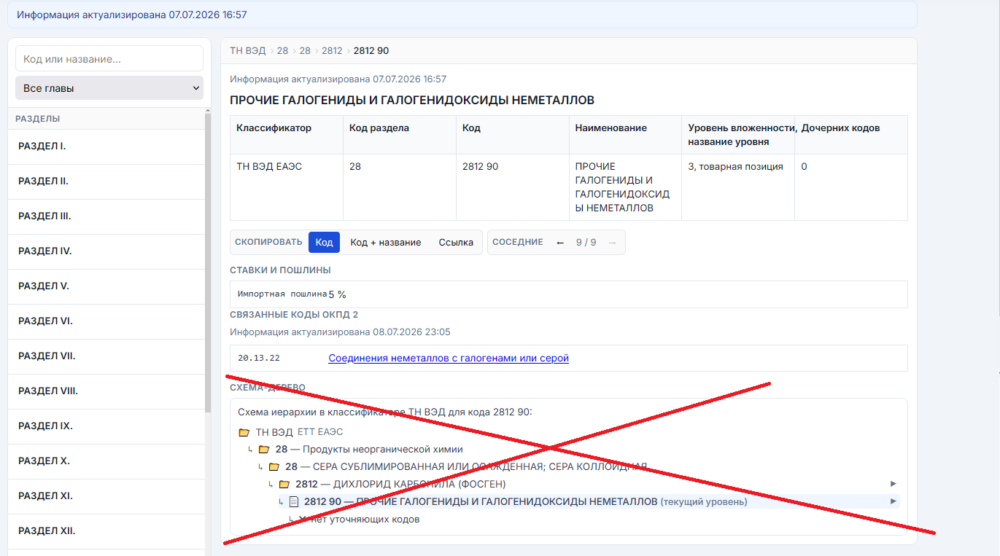 Информация актуализирована 07.07.2026 16:57
Код или название...
Все главы
РАЗДЕЛЫ
РАЗДЕЛ I.
РАЗДЕЛ II.
РАЗДЕЛ III.
РАЗДЕЛ IV.
РАЗДЕЛ V.
РАЗДЕЛ VI.
РАЗДЕЛ VII.
РАЗДЕЛ VIII.
РАЗДЕЛ IX.
РАЗДЕЛ X.
РАЗДЕЛ XI.
РАЗДЕЛ XII.
ТН ВЭД › 28 › 28 › 2812 › 2812 90
Информация актуализирована 07.07.2026 16:57
ПРОЧИЕ ГАЛОГЕНИДЫ И ГАЛОГЕНИДОКСИДЫ НЕМЕТАЛЛОВ
Классификатор
Код раздела
Код
Наименование
Уровень вложенности,
название уровня
Дочерних кодов
ТН ВЭД ЕАЭС
28
2812 90
ПРОЧИЕ
ГАЛОГЕНИДЫ И
ГАЛОГЕНИДОКСИД
Ы НЕМЕТАЛЛОВ
3, товарная позиция
0
СКОПИРОВАТЬ Код Код + название Ссылка
СОСЕДНИЕ ← 9 / 9 →
СТАВКИ И ПОШЛИНЫ
Импортная пошлина 5 %
СВЯЗАННЫЕ КОДЫ ОКПД 2
Информация актуализирована 08.07.2026 23:05
20.13.22 Соединения неметаллов с галогенами или серой
СХЕМА-ДЕРЕВО
Схема иерархии в классификаторе ТН ВЭД для кода 2812 90:
ТН ВЭД ЕТТ ЕАЭС
↳ 28 — Продукты неорганической химии
↳ 28 — СЕРА СУБЛИМИРОВАННАЯ ИЛИ ОСАЖДЕННАЯ; СЕРА КОЛЛОИДНАЯ
↳ 2812 — ДИХЛОРИД КАРБОНИЛА (ФОСГЕН)
↳ 2812 90 — ПРОЧИЕ ГАЛОГЕНИДЫ И ГАЛОГЕНИДОКСИДЫ НЕМЕТАЛЛОВ (текущий уровень)
↳ ✕ нет уточняющих кодов